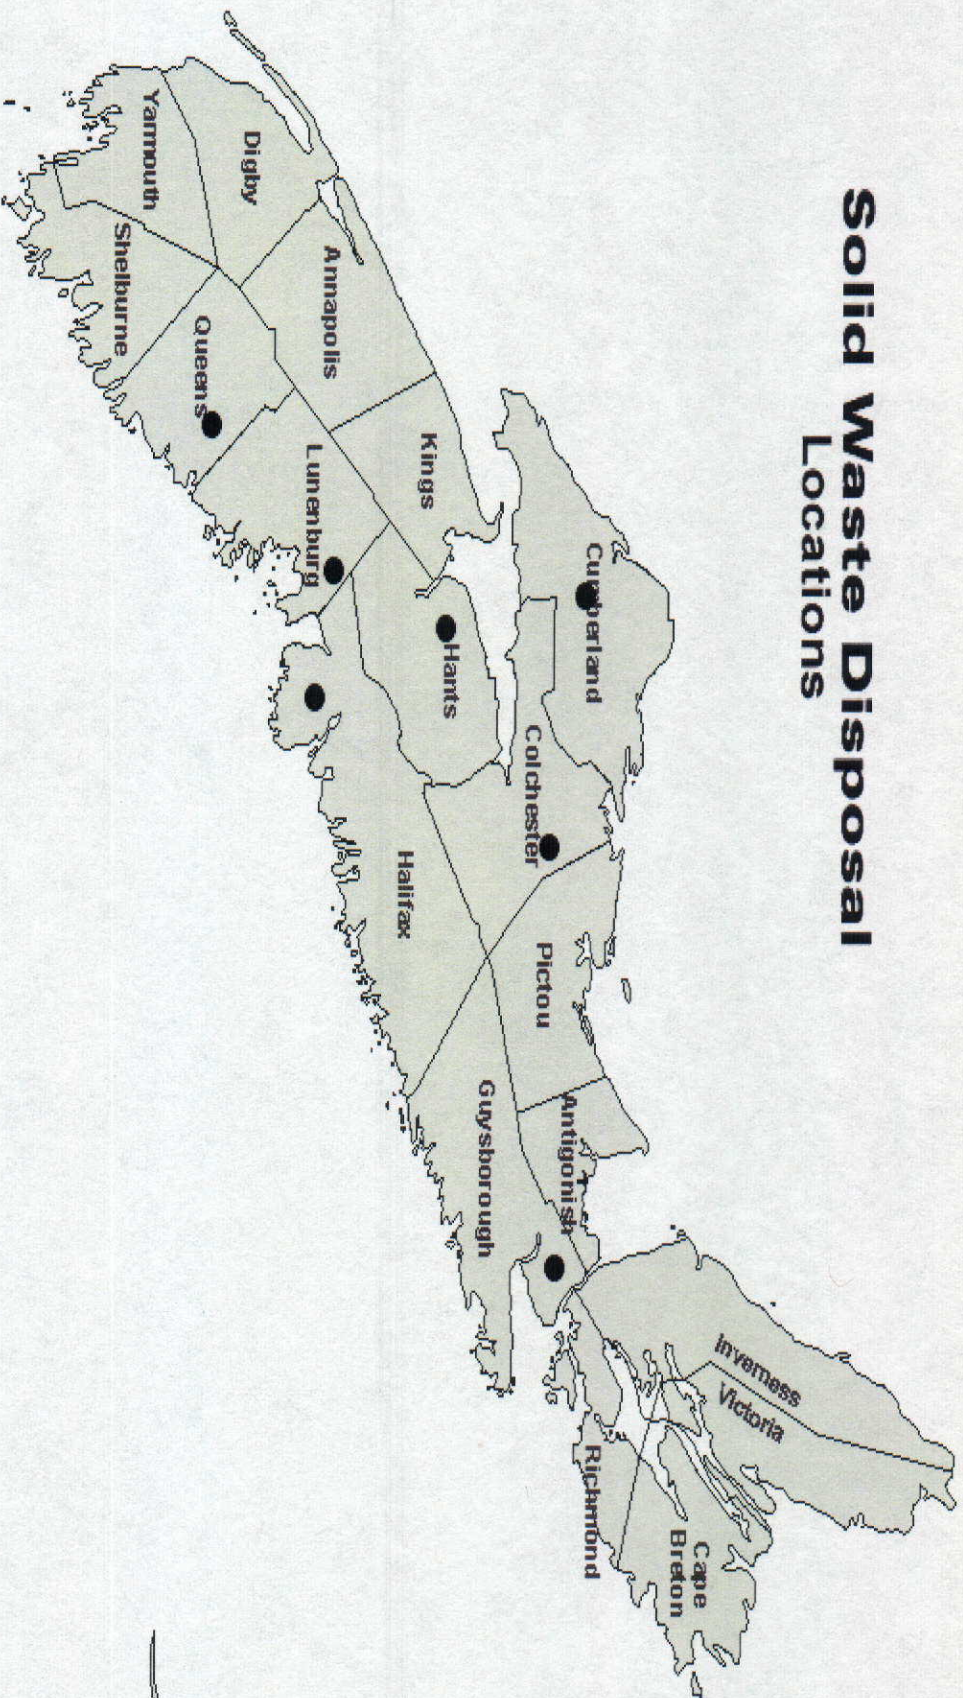 Solid Waste Disposal
Locations
Inverness
Victoria
Cape
Breton
Richmond
Cumberland
Antigonish
Pictou
Colchester
Guysborough
Hants
Kings
Halifax
Annapolis
Lunenburg
Digby
Queens
Yarmouth
Shelburne